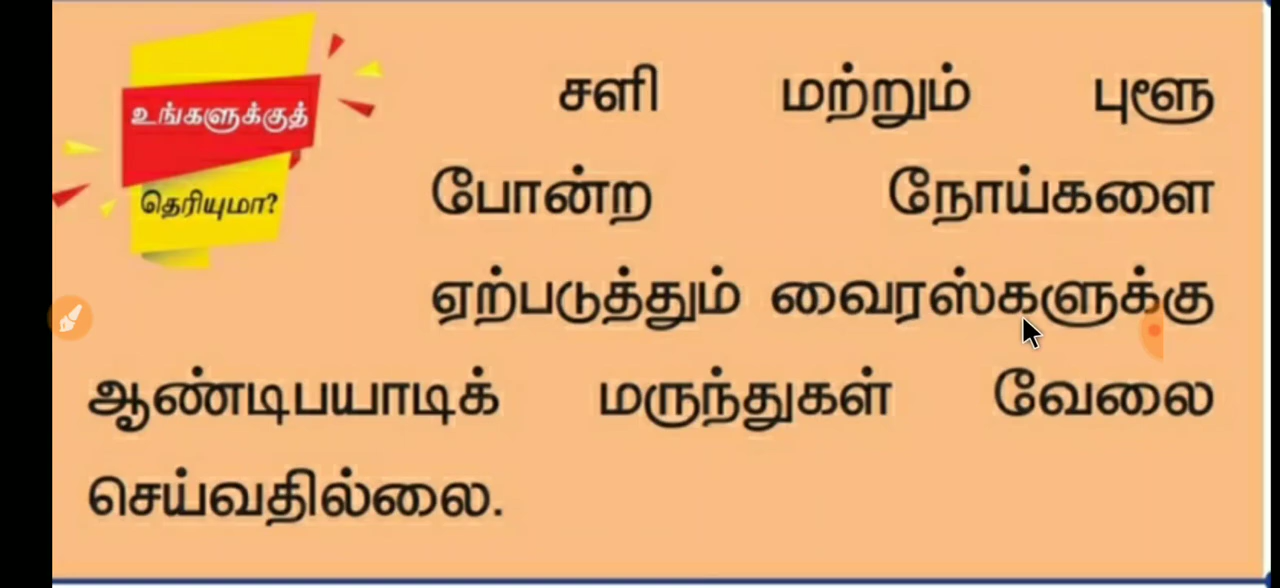 உங்களுக்குத்
தெரியுமா?
சளி மற்றும் புளூ
போன்ற நோய்களை
ஏற்படுத்தும் வைரஸ்களுக்கு
ஆண்டிபயாடிக் மருந்துகள் வேலை
செய்வதில்லை.